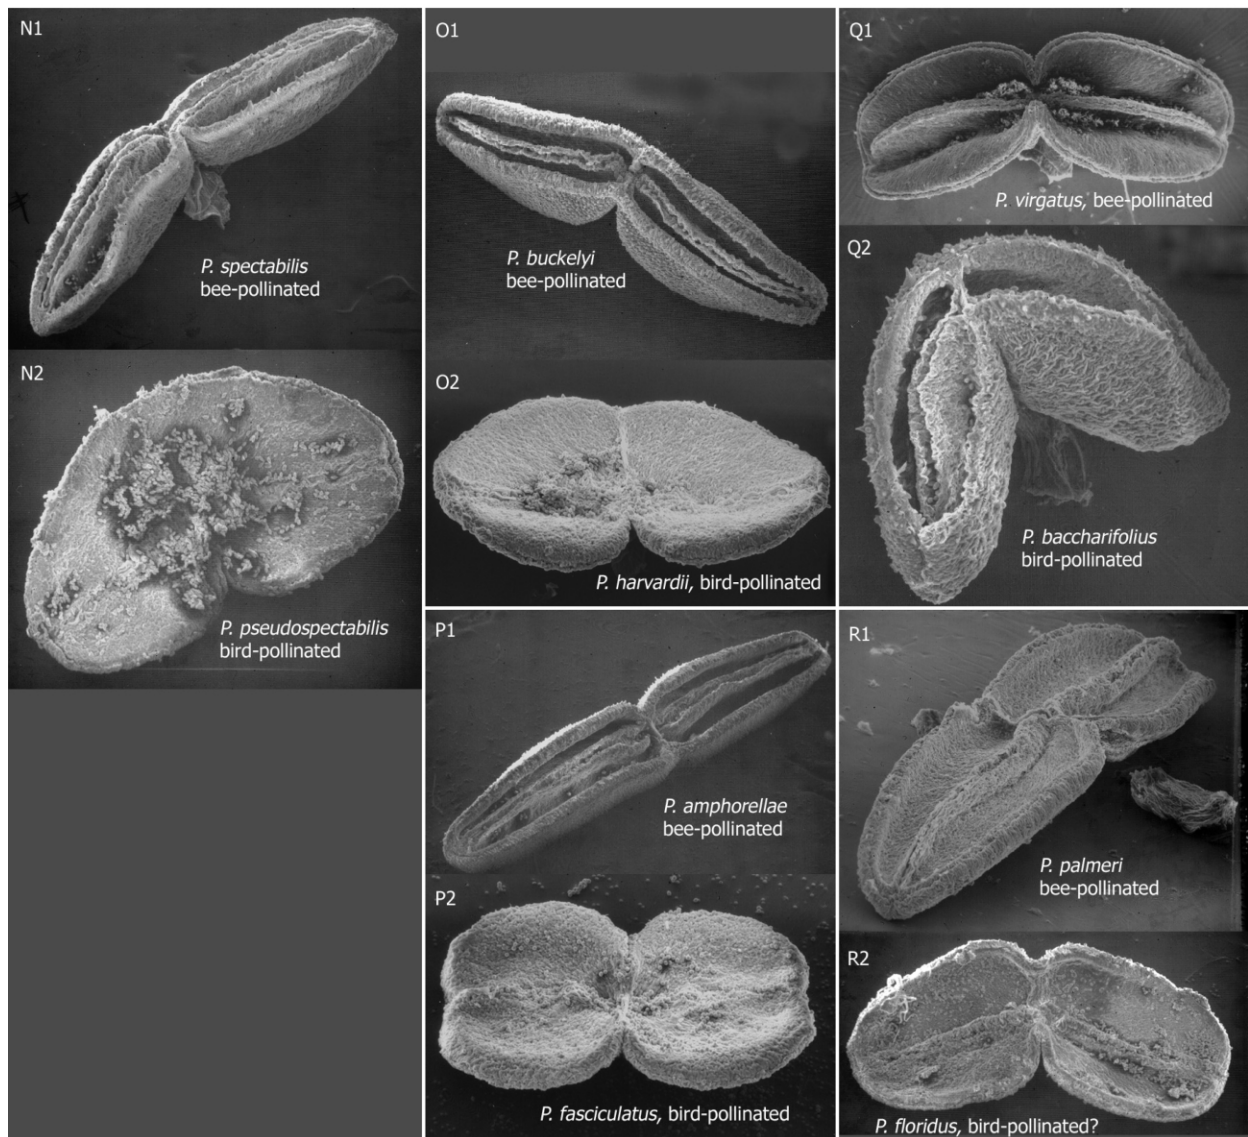 N1
P. spectabilis
bee-pollinated
N2
P. pseudospectabilis
bird-pollinated
O1
P. buckelyi
bee-pollinated
O2
P. harvardii, bird-pollinated
P1
P. amphorellae
bee-pollinated
P2
P. fasciculatus, bird-pollinated
Q1
P. virgatus, bee-pollinated
Q2
P. baccharifolius
bird-pollinated
R1
P. palmeri
bee-pollinated
R2
P. floridus, bird-pollinated?